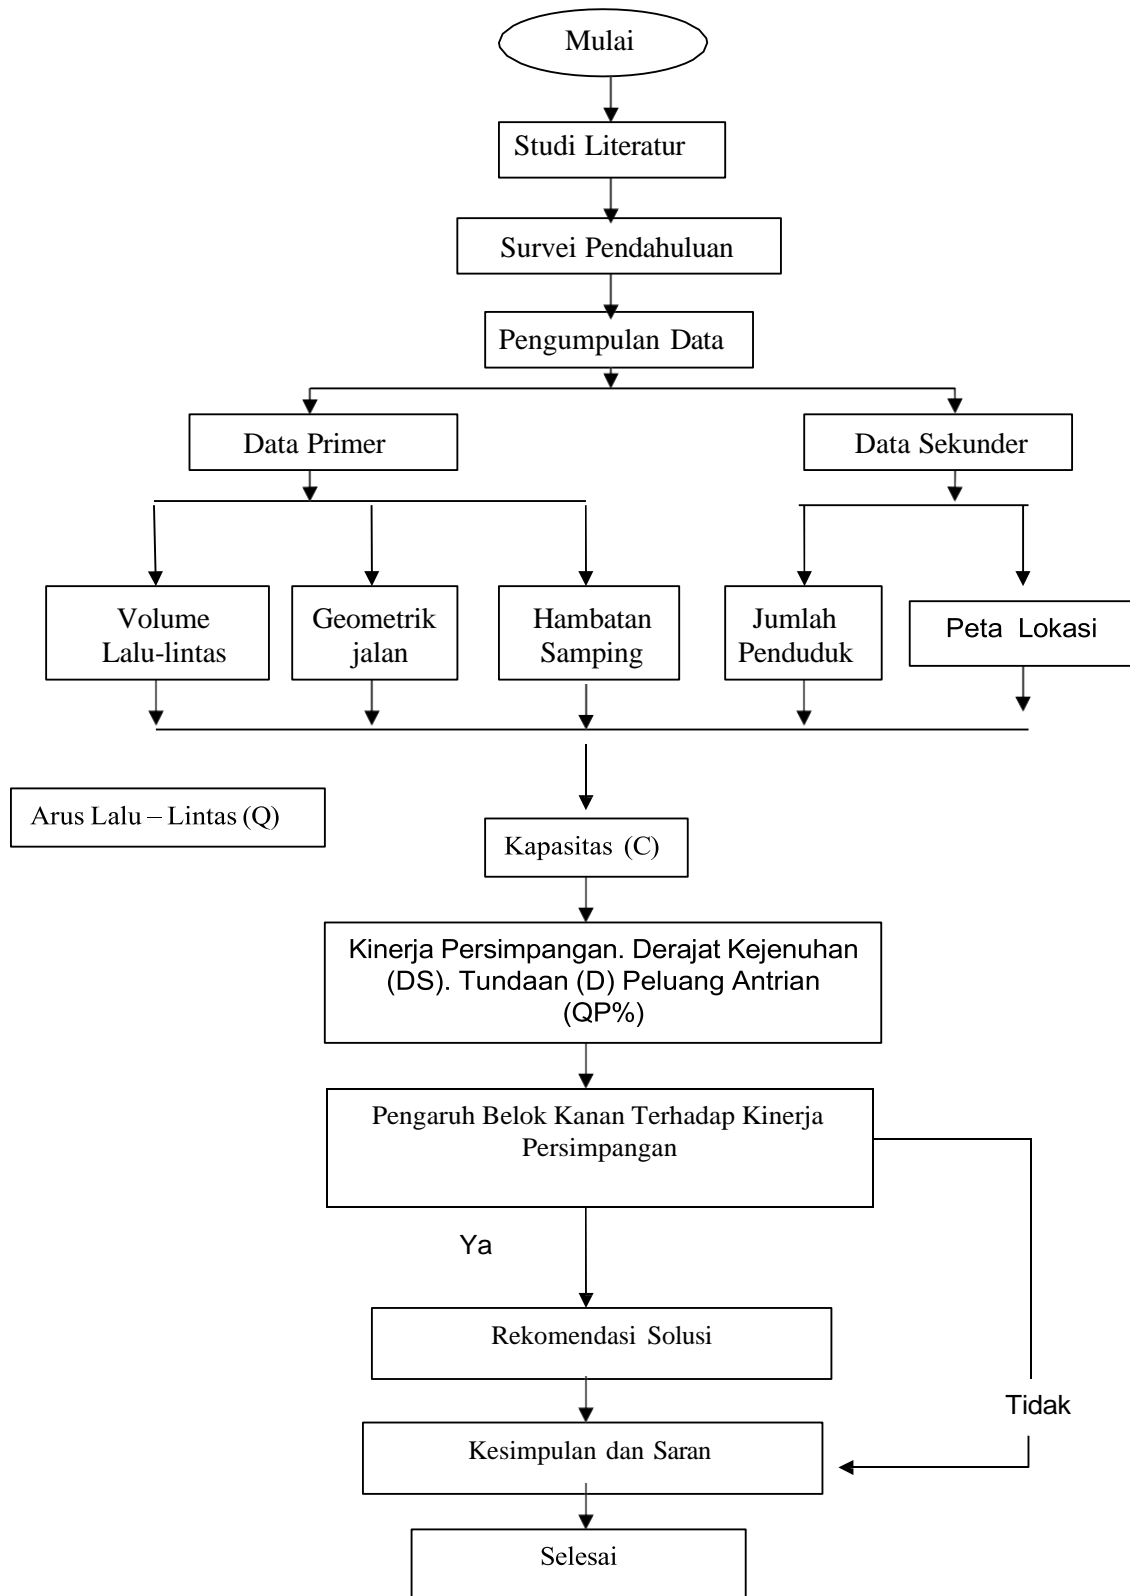 Mulai
Studi Literatur
Survei Pendahuluan
Pengumpulan Data
Data Primer
Data Sekunder
Volume
Lalu-lintas
Geometrik
jalan
Hambatan
Samping
Jumlah
Penduduk
Peta Lokasi
Arus Lalu – Lintas (Q)
Kapasitas (C)
Kinerja Persimpangan. Derajat Kejenuhan
(DS). Tundaan (D) Peluang Antrian
(QP%)
Pengaruh Belok Kanan Terhadap Kinerja
Persimpangan
Ya
Rekomendasi Solusi
Tidak
Kesimpulan dan Saran
Selesai